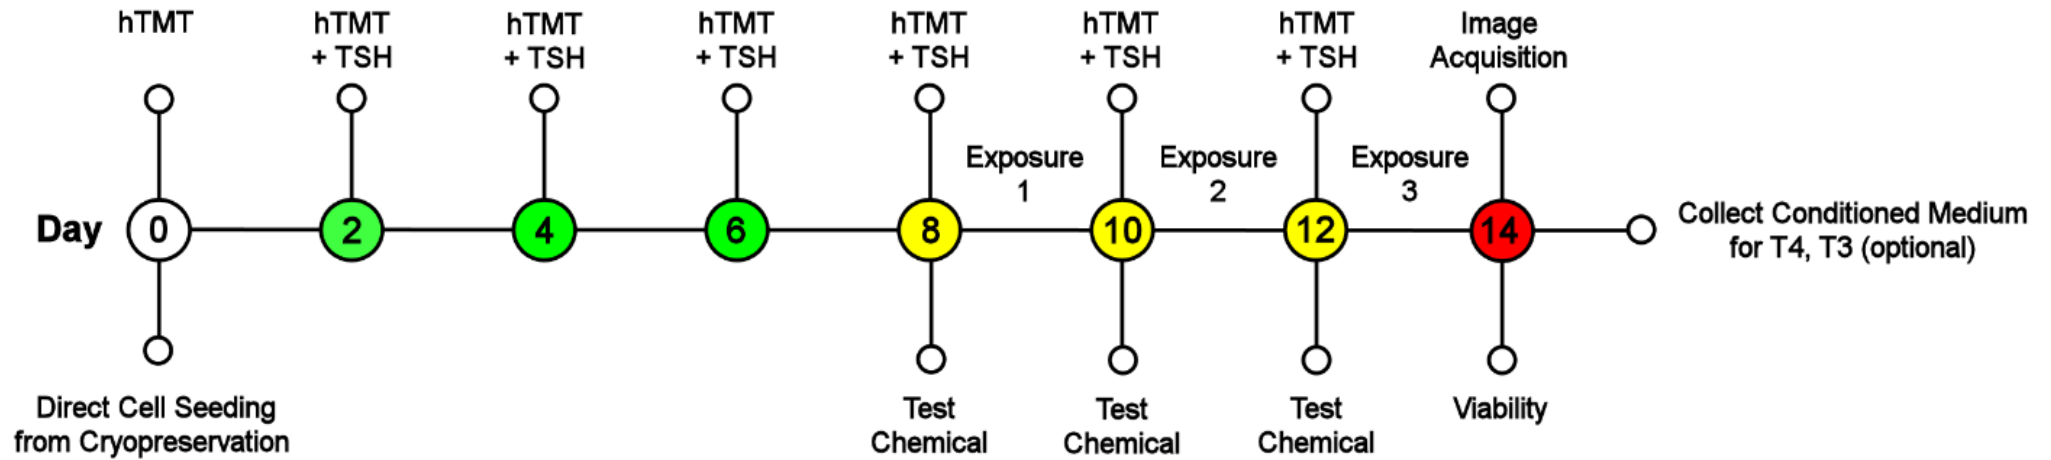 hTMT
hTMT
+ TSH
hTMT
+ TSH
hTMT
+ TSH
hTMT
+ TSH
hTMT
+ TSH
hTMT
+ TSH
Image
Acquisition
Exposure
1
Exposure
2
Exposure
3
Day
0
2
4
6
8
10
12
14
Collect Conditioned Medium
for T4, T3 (optional)
Direct Cell Seeding
from Cryopreservation
Test
Chemical
Test
Chemical
Test
Chemical
Viability